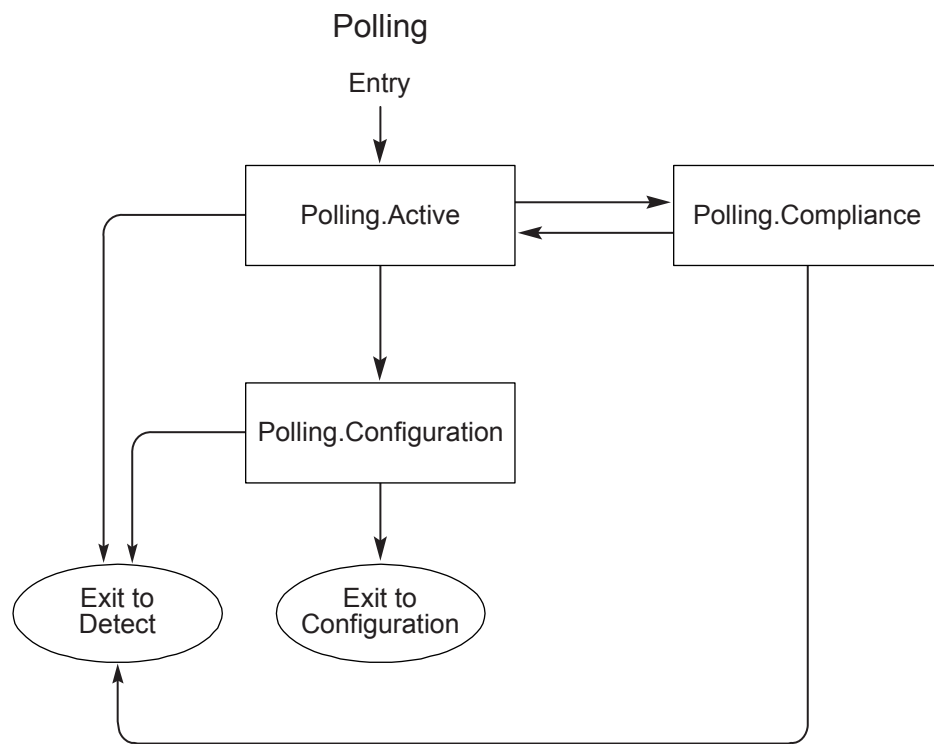 Polling
Entry
Polling.Active
Polling.Compliance
Polling.Configuration
Exit to
Detect
Exit to
Configuration